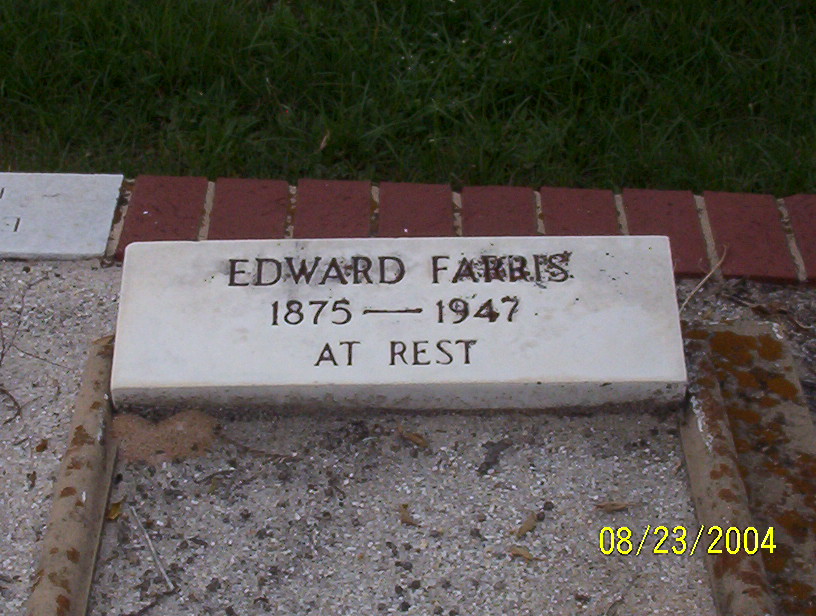 EDWARD FARRIS
1875 — 1947
AT REST
08/23/2004